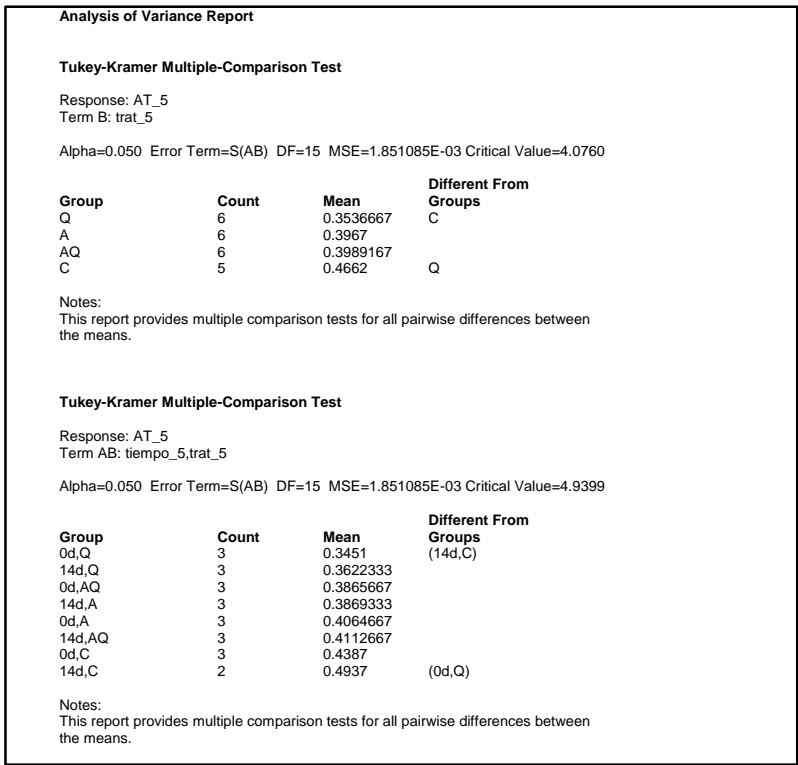 Analysis of Variance Report
Tukey-Kramer Multiple-Comparison Test
Response: AT_5
Term B: trat_5
Alpha=0.050 Error Term=S(AB) DF=15 MSE=1.851085E-03 Critical Value=4.0760
Different From
Group Count Mean Groups
Q 6 0.3536667 C
A 6 0.3967
AQ 6 0.3989167
C 5 0.4662 Q
Notes:
This report provides multiple comparison tests for all pairwise differences between
the means.
Tukey-Kramer Multiple-Comparison Test
Response: AT_5
Term AB: tiempo_5,trat_5
Alpha=0.050 Error Term=S(AB) DF=15 MSE=1.851085E-03 Critical Value=4.9399
Different From
Group Count Mean Groups
0d,Q 3 0.3451 (14d,C)
14d,Q 3 0.3622333
0d,AQ 3 0.3865667
14d,A 3 0.3869333
0d,A 3 0.4064667
14d,AQ 3 0.4112667
0d,C 3 0.4387
14d,C 2 0.4937 (0d,Q)
Notes:
This report provides multiple comparison tests for all pairwise differences between
the means.